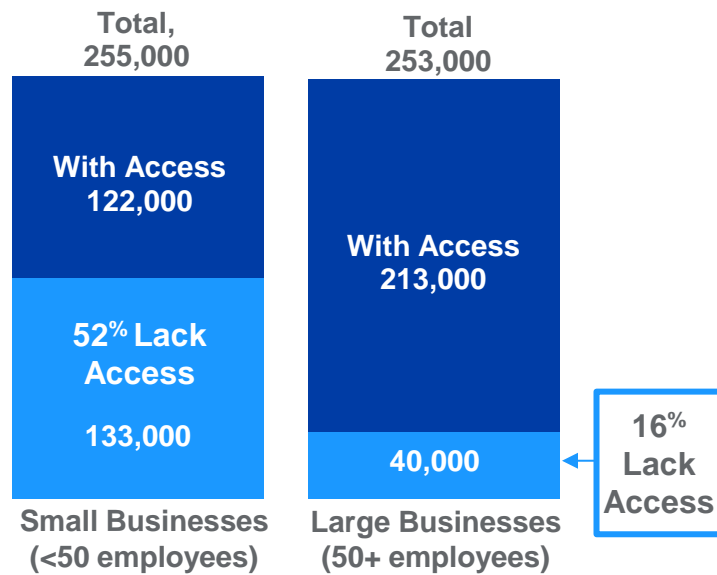 Total,
255,000
With Access
122,000
52% Lack
Access
133,000
Small Businesses
(<50 employees)
Total
253,000
With Access
213,000
40,000
Large Businesses
(50+ employees)
16%
Lack
Access